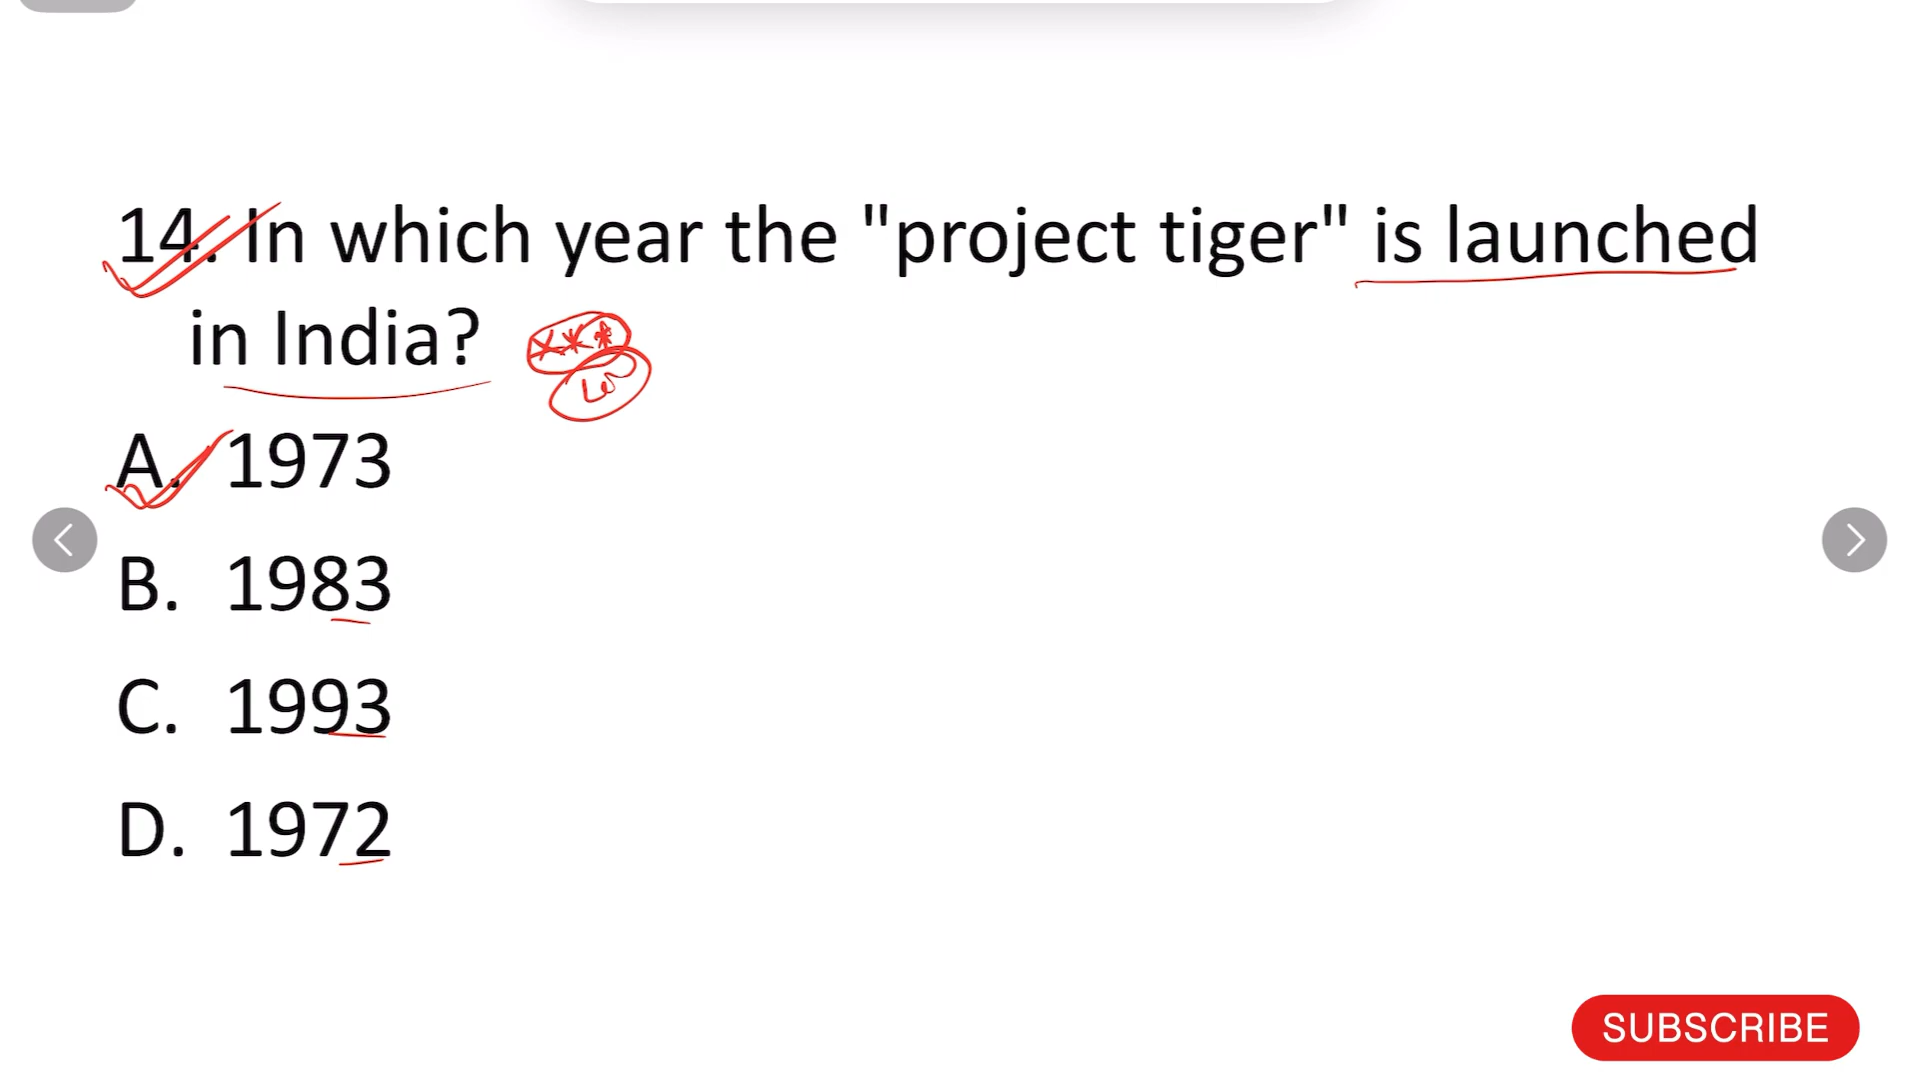 14. In which year the "project tiger" is launched
in India?
A. 1973
B. 1983
C. 1993
D. 1972
SUBSCRIBE